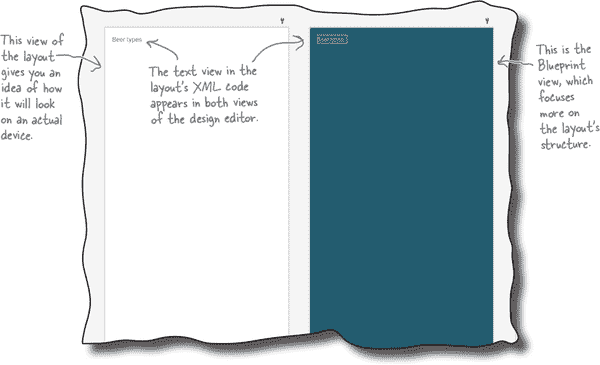 This view of
the layout
gives you an
idea of how
it will look
on an actual
device.
Beer types
The text view in the
layout's XML code
appears in both views
of the design editor.
Beer types
This is the
Blueprint
view, which
focuses
more on
the layout's
structure.